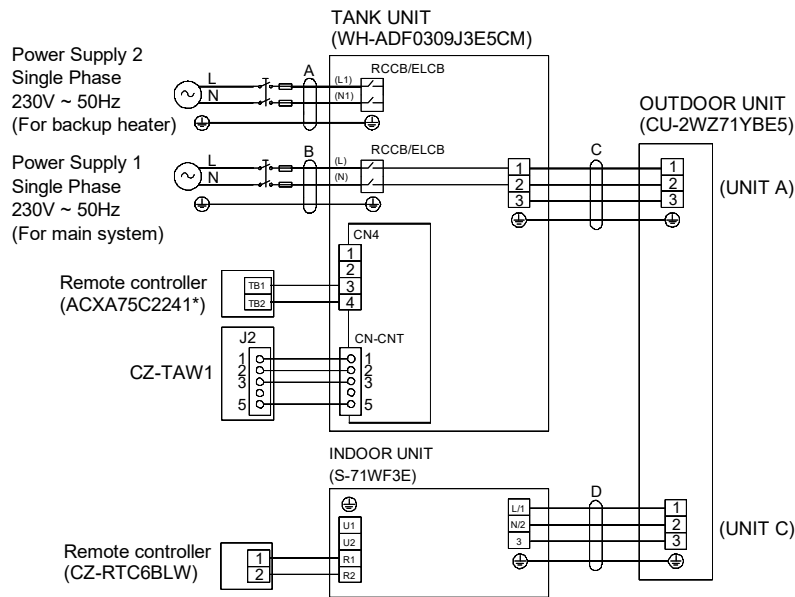 TANK UNIT
(WH-ADF0309J3E5CM)
Power Supply 2
Single Phase
230V ~ 50Hz
(For backup heater)
L
N
A
(L1)
(N1)
RCCB/ELCB
OUTDOOR UNIT
(CU-2WZ71YBE5)
Power Supply 1
Single Phase
230V ~ 50Hz
(For main system)
L
N
B
(L)
(N)
RCCB/ELCB
1
2
3
C
1
2
3
(UNIT A)
CN4
1
2
3
4
Remote controller
(ACXA75C2241*)
TB1
TB2
CZ-TAW1
J2
1
2
3
5
CN-CNT
1
2
3
5
INDOOR UNIT
(S-71WF3E)
U1
U2
R1
R2
L/1
N/2
3
D
1
2
3
(UNIT C)
Remote controller
(CZ-RTC6BLW)
1
2